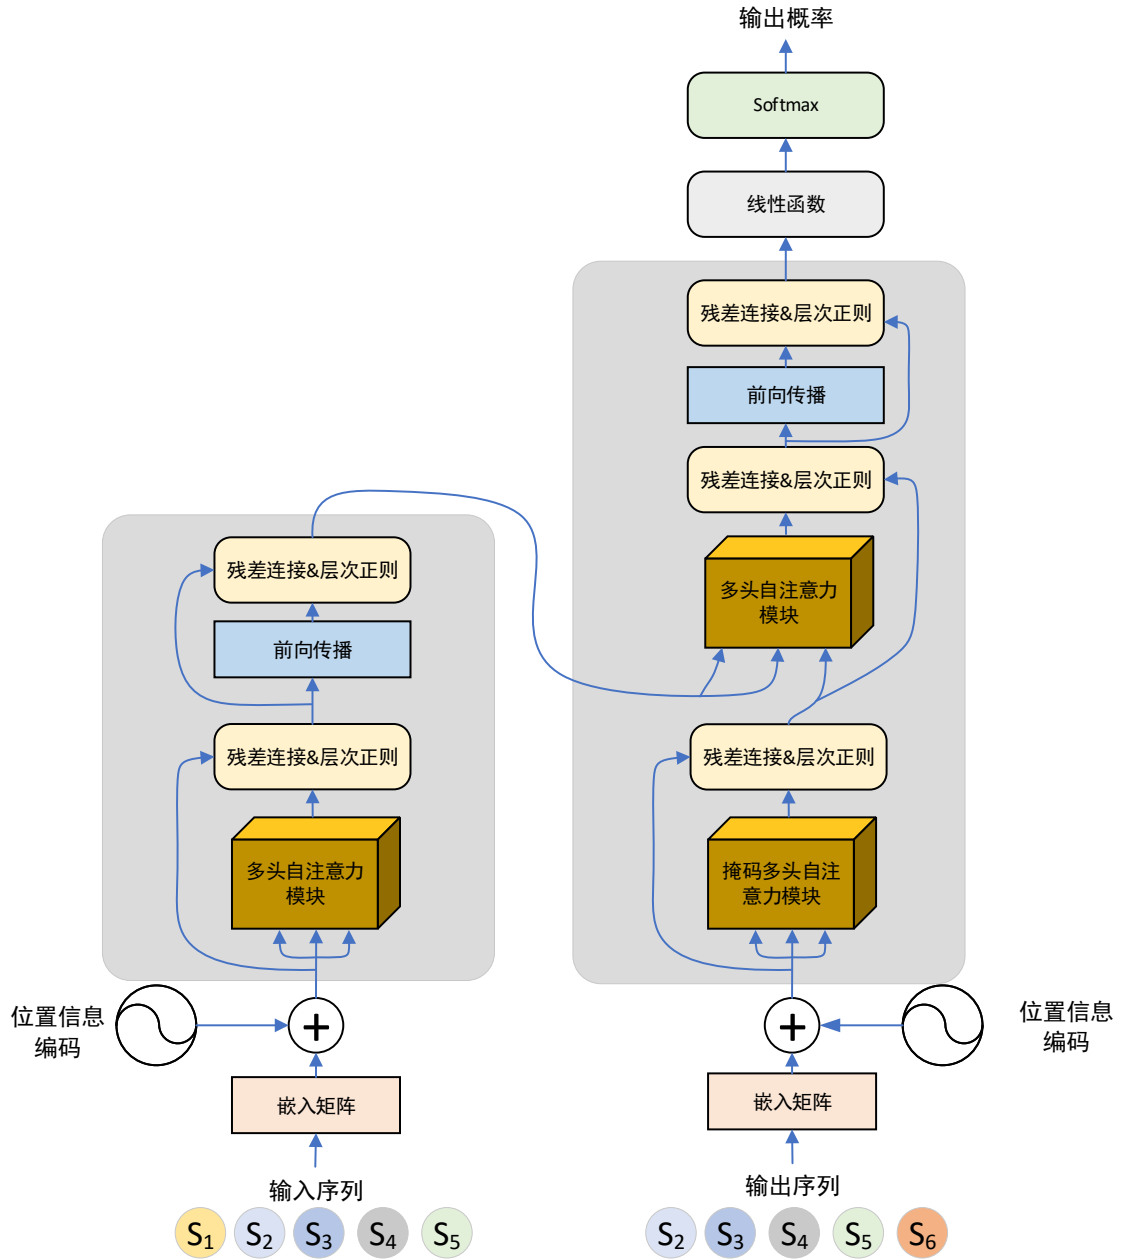 输出概率
Softmax
线性函数
残差连接&层次正则
前向传播
残差连接&层次正则
多头自注意力
模块
残差连接&层次正则
掩码多头自注
意力模块
残差连接&层次正则
前向传播
残差连接&层次正则
多头自注意力
模块
位置信息
编码
+
嵌入矩阵
输入序列
S1 S2 S3 S4 S5
+
位置信息
编码
嵌入矩阵
输出序列
S2 S3 S4 S5 S6